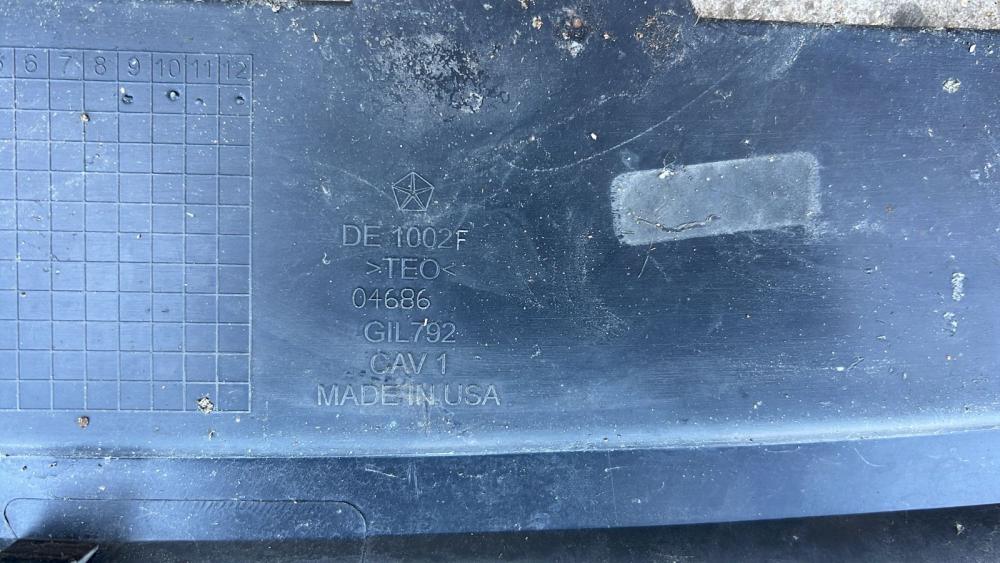 6 7 8 9 10 11 12
DE 1002F
>TEO<
04686
GIL792
CAV 1
MADE IN USA